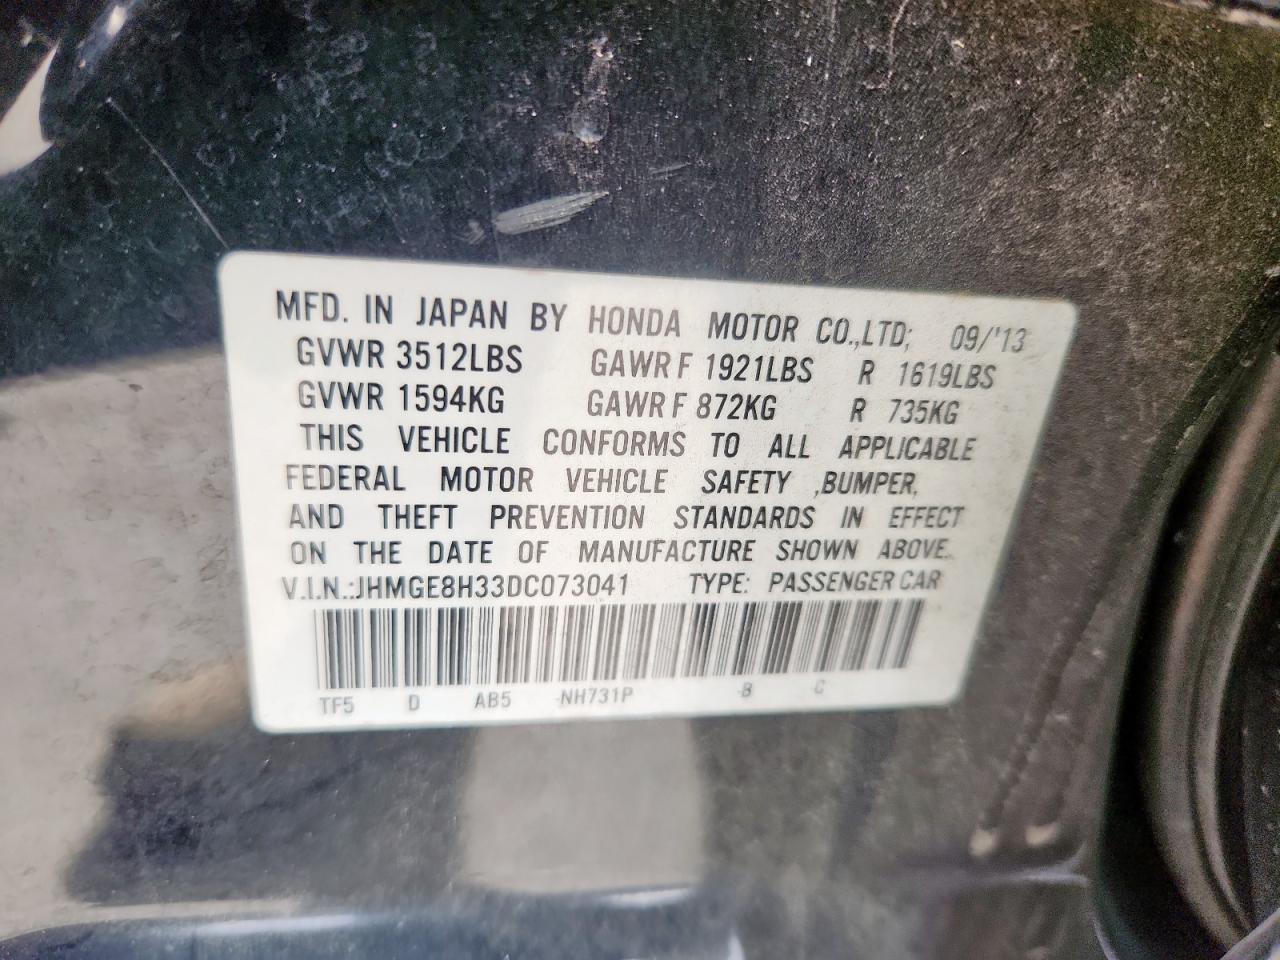 MFD. IN JAPAN BY HONDA MOTOR CO.,LTD; 09/'13
GVWR 3512LBS GAWR F 1921LBS R 1619LBS
GVWR 1594KG GAWR F 872KG R 735KG
THIS VEHICLE CONFORMS TO ALL APPLICABLE
FEDERAL MOTOR VEHICLE SAFETY ,BUMPER,
AND THEFT PREVENTION STANDARDS IN EFFECT
ON THE DATE OF MANUFACTURE SHOWN ABOVE.
V.I.N.:JHMGE8H33DC073041 TYPE: PASSENGER CAR
TF5 D AB5 -NH731P -B C